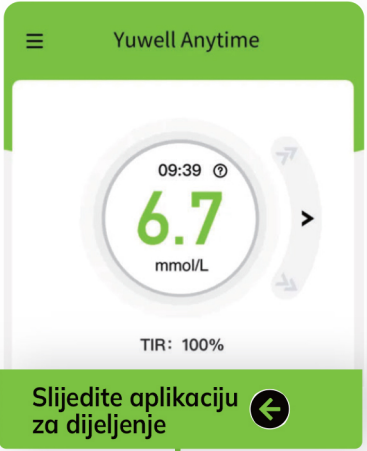 Yuwell Anytime
09:39
6.7
mmol/L
TIR: 100%
Slijedite aplikaciju
za dijeljenje